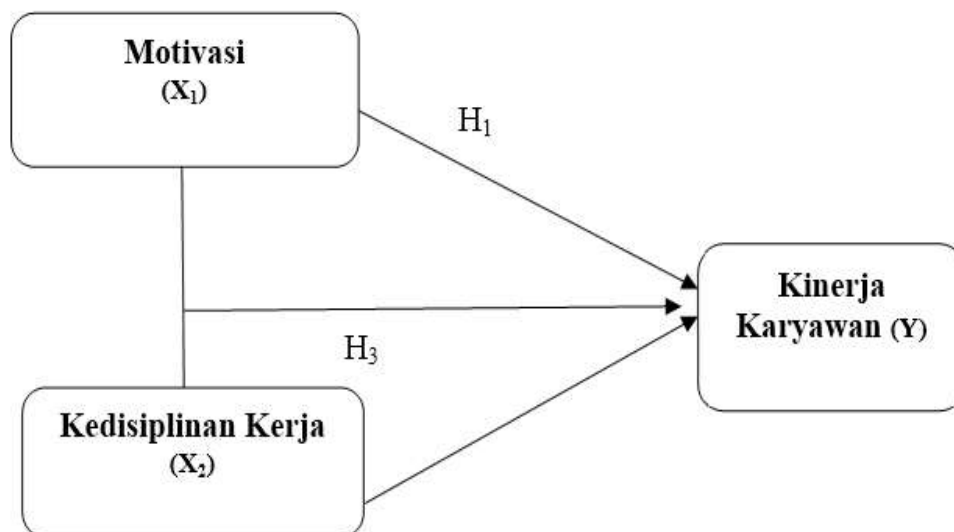 Motivasi
(X₁)
H₁
Kinerja
Karyawan (Y)
H₃
Kedisiplinan Kerja
(X₂)